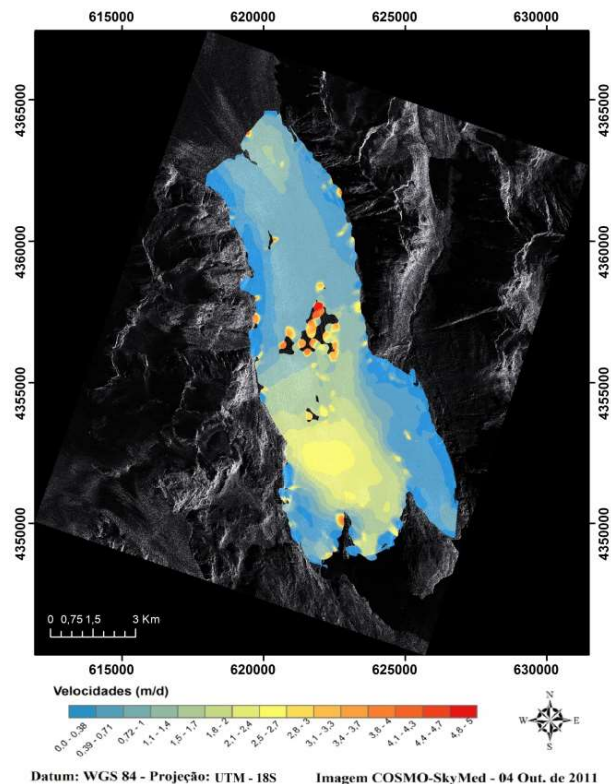 615000 620000 625000 630000
4365000 4365000
4360000 4360000
4355000 4355000
4350000 4350000
0 0,75 1,5 3 Km
615000 620000 625000 630000
Velocidades (m/d)
0,0 - 0,38 0,39 - 0,71 0,72 - 1 1,1 - 1,4 1,5 - 1,7 1,8 - 2 2,1 - 2,4 2,5 - 2,7 2,8 - 3 3,1 - 3,3 3,4 - 3,7 3,8 - 4 4,1 - 4,3 4,4 - 4,7 4,8 - 5
N
W E
S
Datum: WGS 84 - Projeção: UTM - 18S Imagem COSMO-SkyMed - 04 Out. de 2011